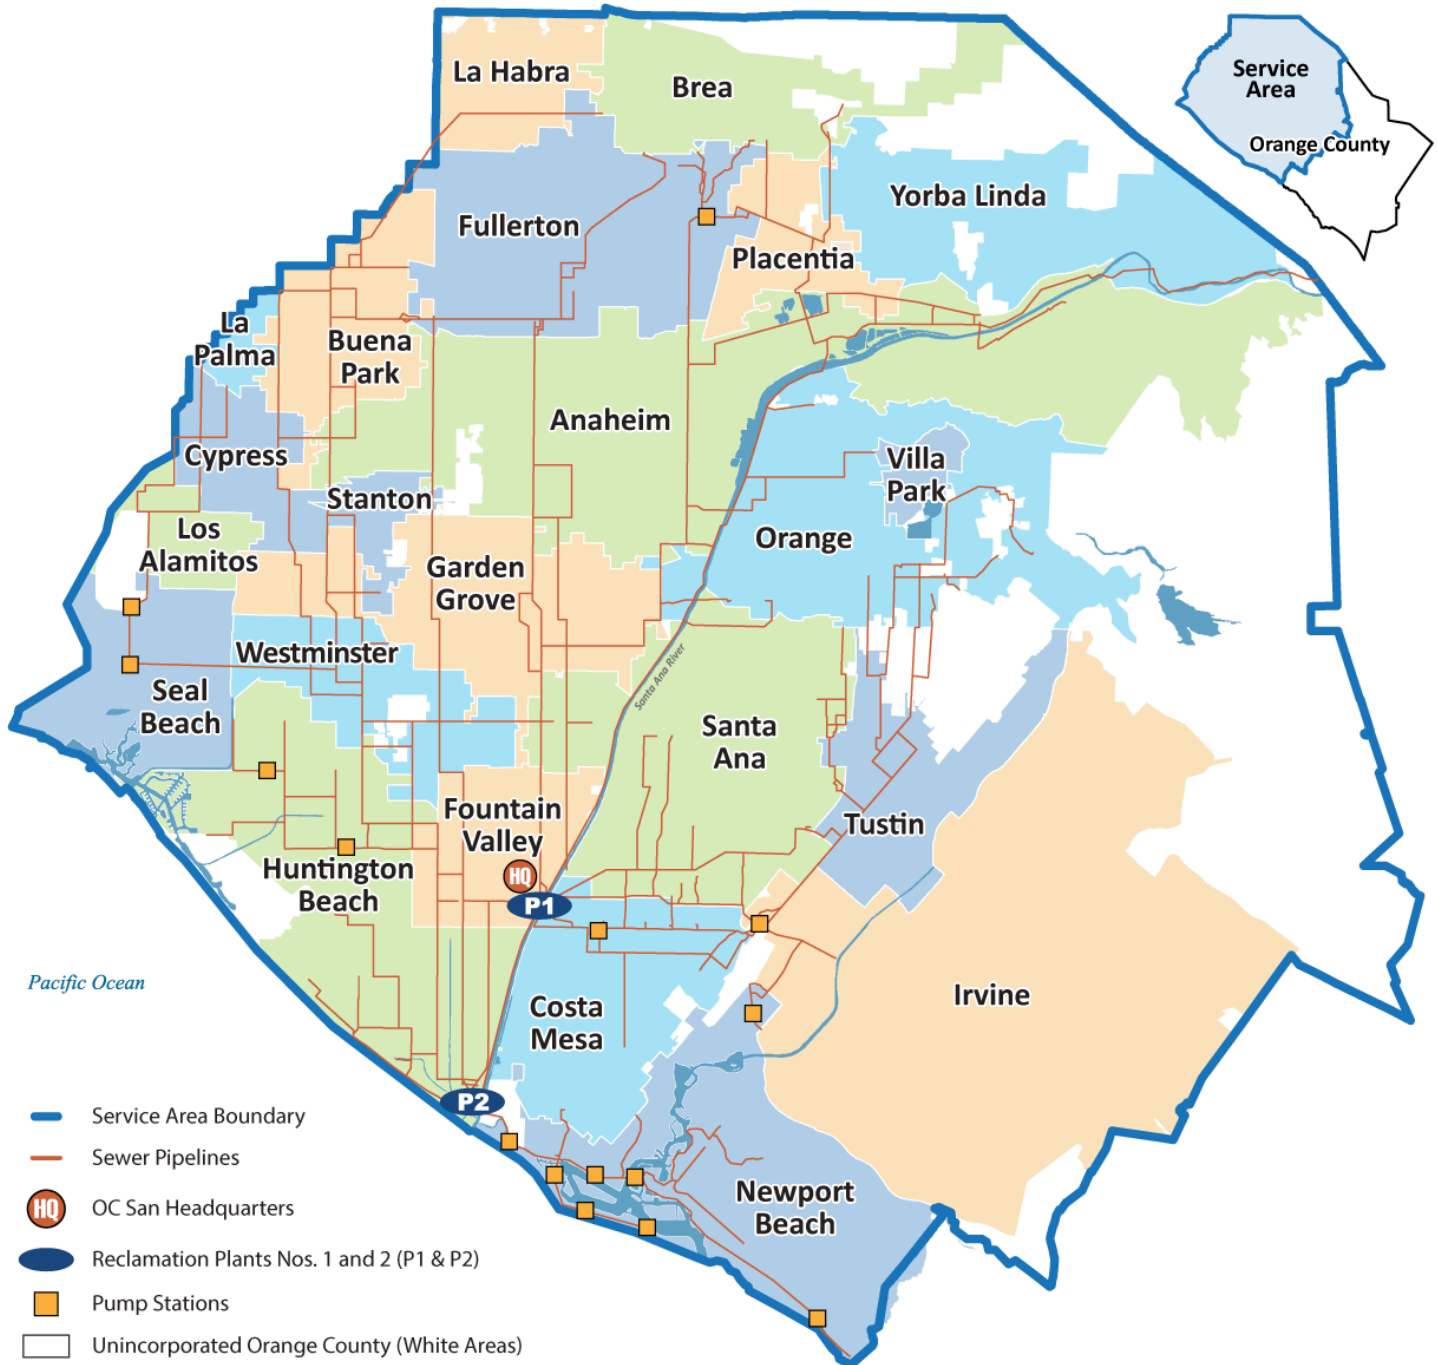 La Habra
Brea
Service
Area
Orange County
Yorba Linda
Fullerton
Placentia
La
Palma
Buena
Park
Anaheim
Cypress
Villa
Park
Stanton
Los
Alamitos
Orange
Garden
Grove
Westminster
Santa Ana River
Seal
Beach
Santa
Ana
Fountain
Valley
Tustin
Huntington
Beach
HQ
P1
Pacific Ocean
Irvine
Costa
Mesa
P2
Newport
Beach
Service Area Boundary
Sewer Pipelines
HQ OC San Headquarters
Reclamation Plants Nos. 1 and 2 (P1 & P2)
Pump Stations
Unincorporated Orange County (White Areas)